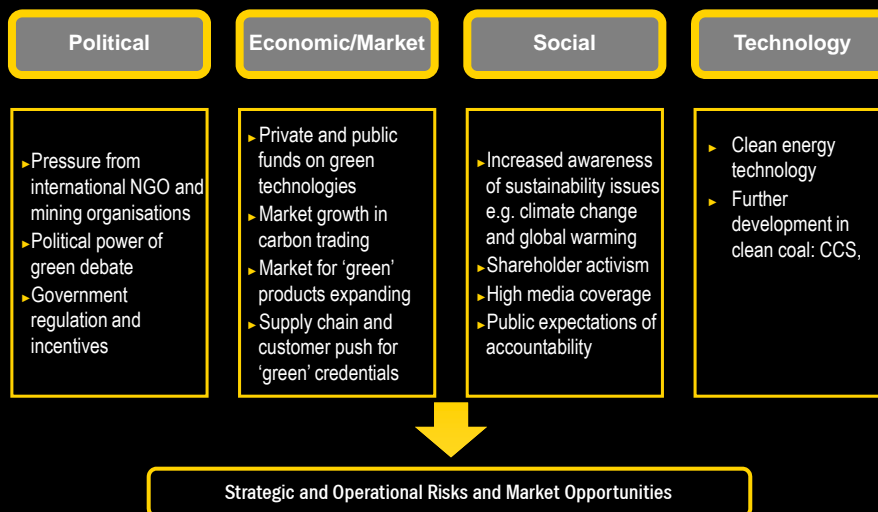 Political
Economic/Market
Social
Technology
►Pressure from
international NGO and
mining organisations
►Political power of
green debate
►Government
regulation and
incentives
►Private and public
funds on green
technologies
►Market growth in
carbon trading
►Market for ‘green’
products expanding
►Supply chain and
customer push for
‘green’ credentials
►Increased awareness
of sustainability issues
e.g. climate change
and global warming
►Shareholder activism
►High media coverage
►Public expectations of
accountability
► Clean energy
technology
► Further
development in
clean coal: CCS,
Strategic and Operational Risks and Market Opportunities